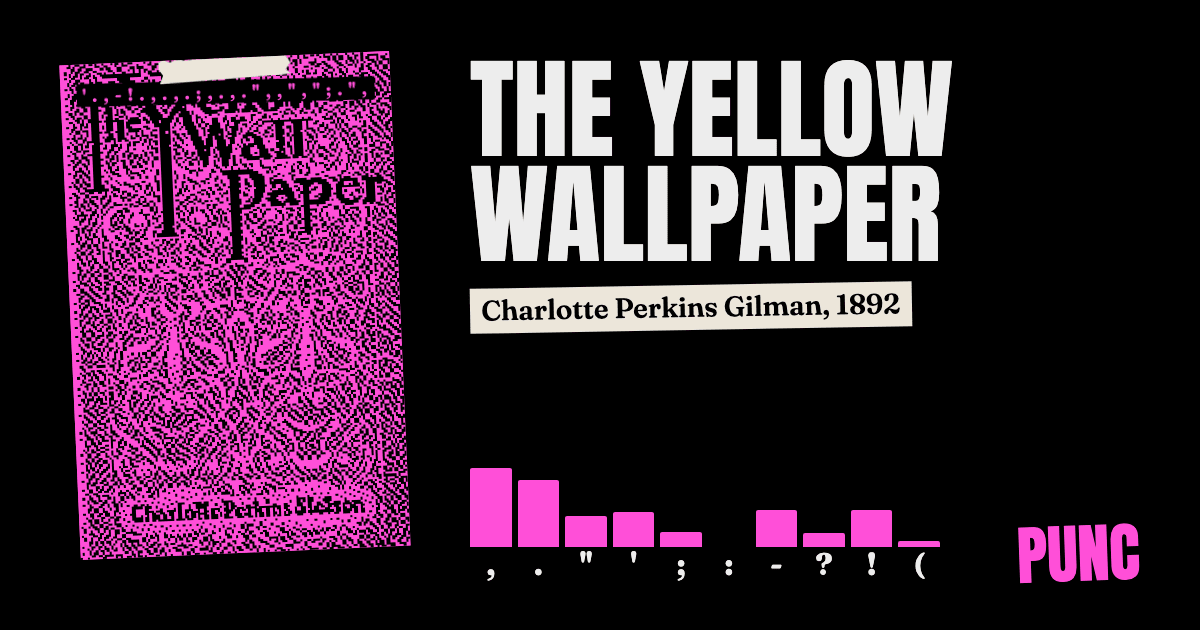 '.,-!.,.,.;.,.,.",,",",";.",
The Yellow
Wall
Paper
Charlotte Perkins Stetson
THE YELLOW
WALLPAPER
Charlotte Perkins Gilman, 1892
, . " ' ; : - ? ! (
PUNC